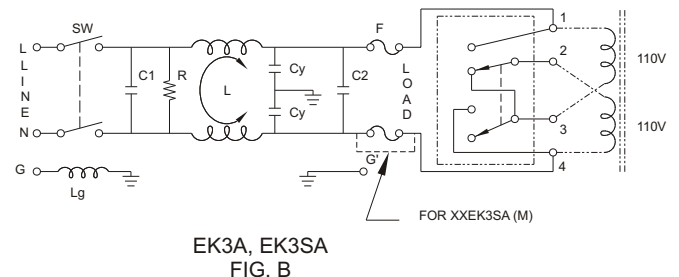 SW
L
L
I
N
E
N
G
Lg
C1
R
L
Cy
Cy
C2
F
L
O
A
D
G'
1
2
3
4
110V
110V
FOR XXEK3SA (M)
EK3A, EK3SA
FIG. B